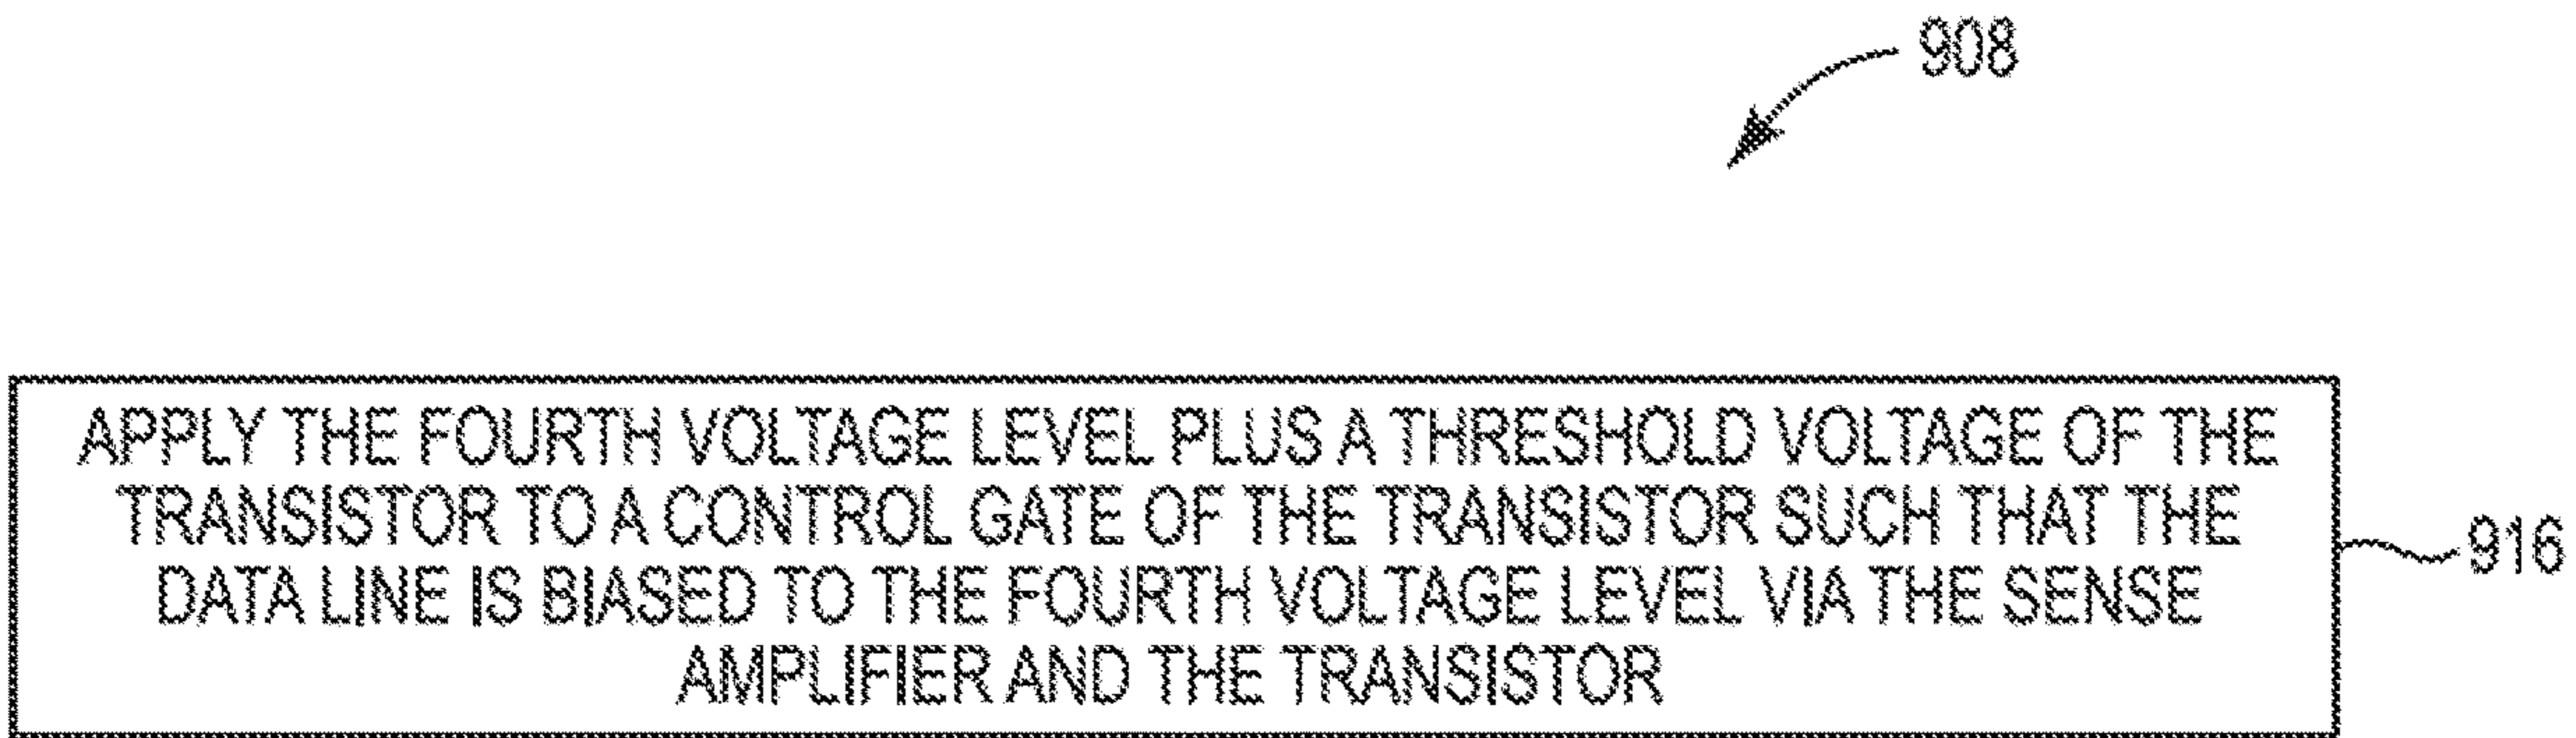 908
APPLY THE FOURTH VOLTAGE LEVEL PLUS A THRESHOLD VOLTAGE OF THE
TRANSISTOR TO A CONTROL GATE OF THE TRANSISTOR SUCH THAT THE
DATA LINE IS BIASED TO THE FOURTH VOLTAGE LEVEL VIA THE SENSE
AMPLIFIER AND THE TRANSISTOR
916